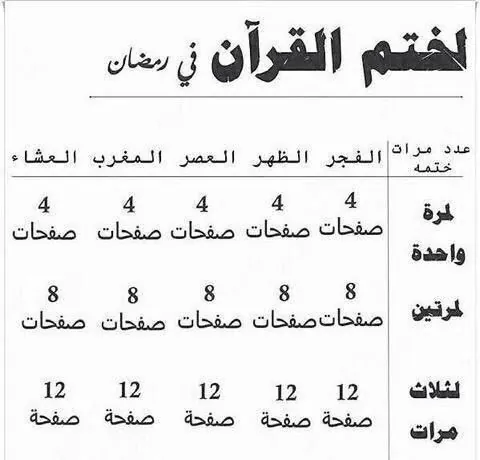 لختم القرآن في رمضان
عدد مرات ختمه الفجر الظهر العصر المغرب العشاء
لمرة واحدة 4 صفحات 4 صفحات 4 صفحات 4 صفحات 4 صفحات
لمرتين 8 صفحات 8 صفحات 8 صفحات 8 صفحات 8 صفحات
لثلاث مرات 12 صفحة 12 صفحة 12 صفحة 12 صفحة 12 صفحة